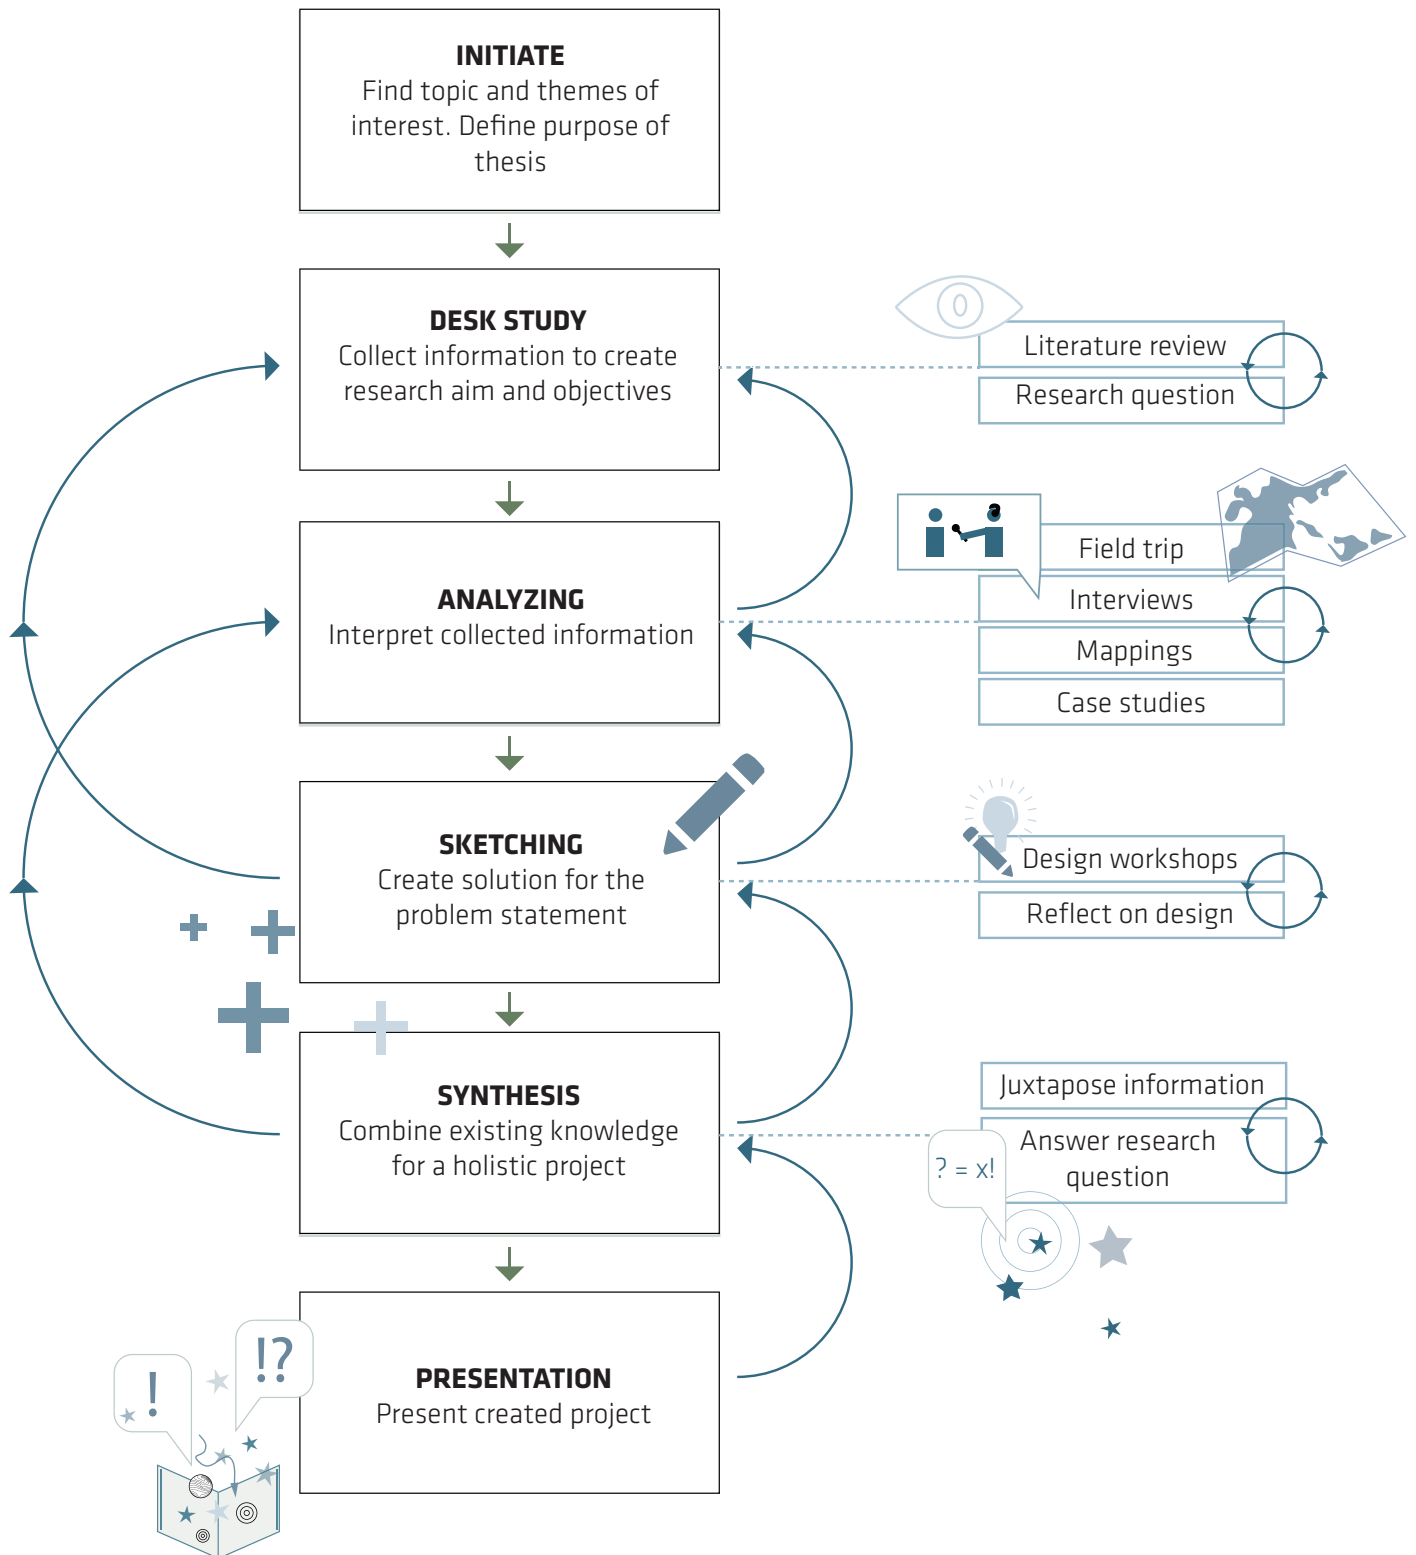 INITIATE
Find topic and themes of
interest. Define purpose of
thesis
DESK STUDY
Collect information to create
research aim and objectives
Literature review
Research question
ANALYZING
Interpret collected information
Field trip
Interviews
Mappings
Case studies
SKETCHING
Create solution for the
problem statement
Design workshops
Reflect on design
SYNTHESIS
Combine existing knowledge
for a holistic project
Juxtapose information
Answer research
question
? = x!
PRESENTATION
Present created project
!
!?